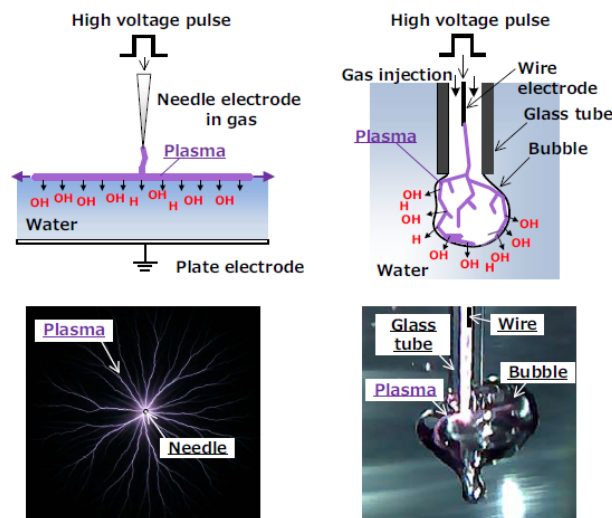 High voltage pulse
Needle electrode
in gas
Plasma
OH OH OH OH H OH H OH OH
Water
Plate electrode
High voltage pulse
Gas injection
Wire
electrode
Glass tube
Plasma
Bubble
OH
H
OH
H
OH
OH
OH
H
OH
OH
OH
Water
Plasma
Needle
Glass
tube
Wire
Plasma
Bubble